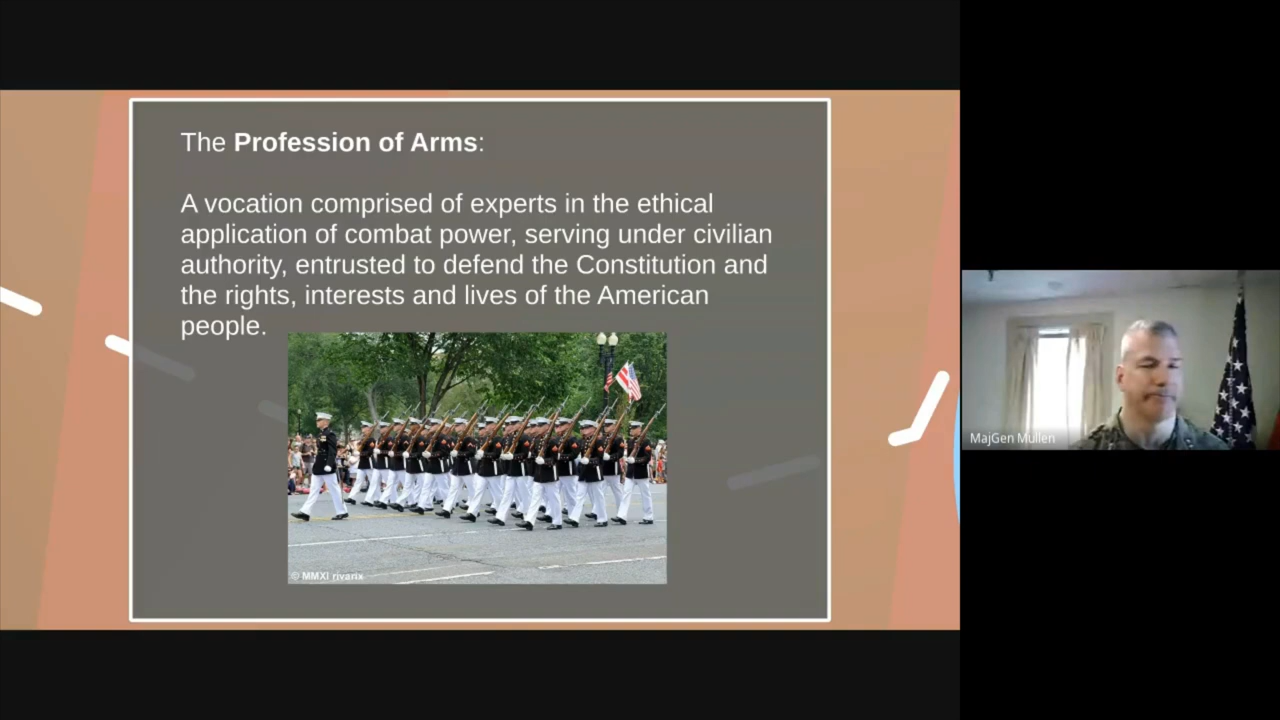 The Profession of Arms:
A vocation comprised of experts in the ethical
application of combat power, serving under civilian
authority, entrusted to defend the Constitution and
the rights, interests and lives of the American
people.
© MMXI rivarix
MajGen Mullen